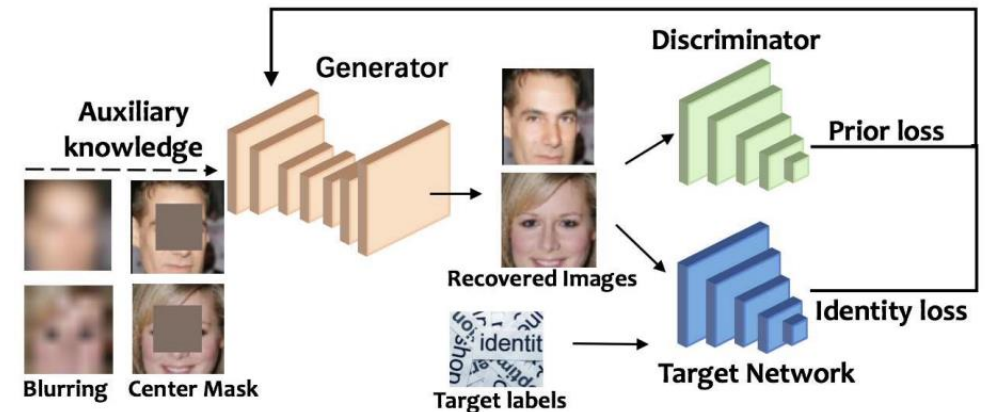 Discriminator
Generator
Auxiliary
knowledge
Prior loss
Recovered Images
Identity loss
identit
Target Network
Blurring
Center Mask
Target labels